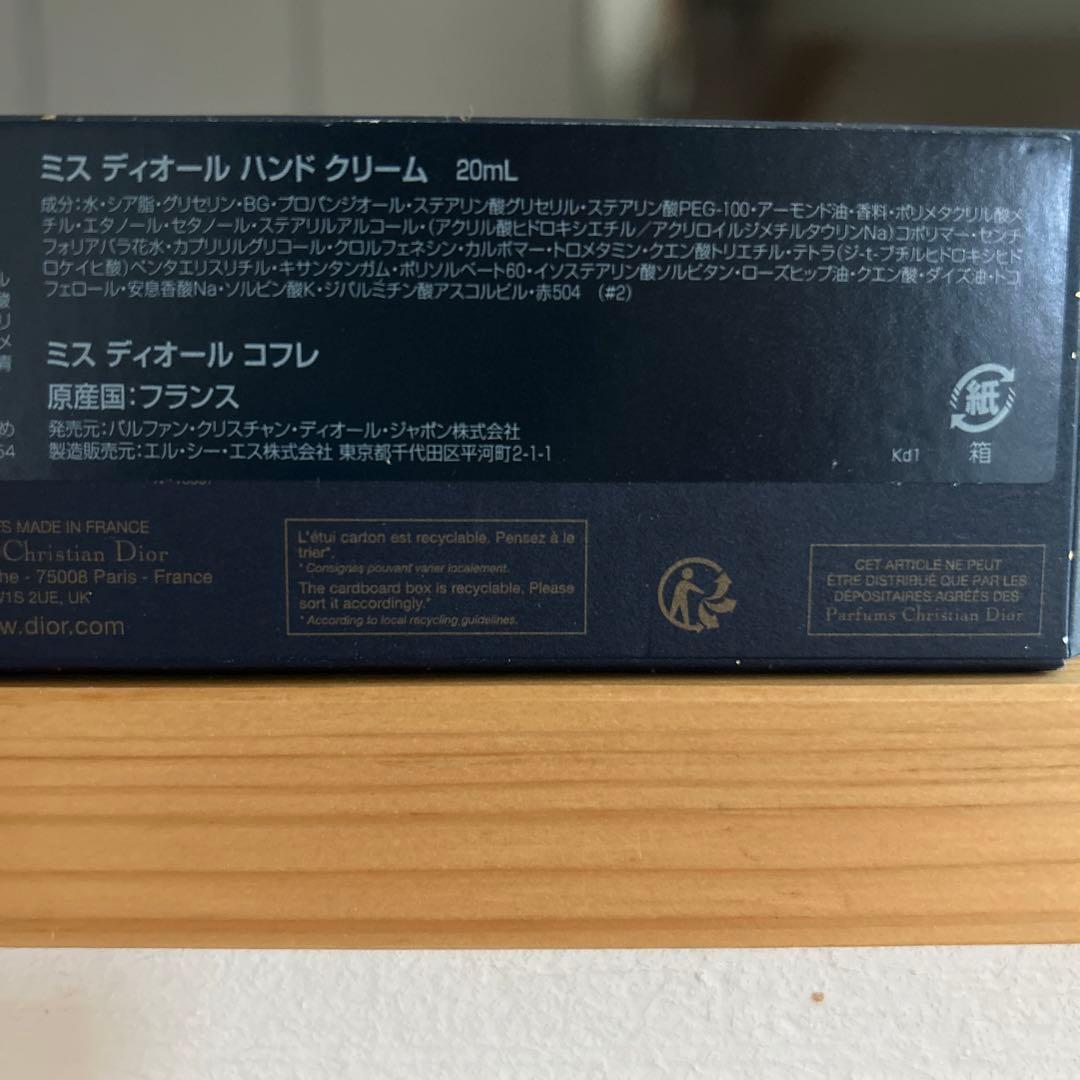 ミス ディオール ハンド クリーム 20mL
成分:水・シア脂・グリセリン・BG・プロパンジオール・ステアリン酸グリセリル・ステアリン酸PEG-100・アーモンド油・香料・ポリメタクリル酸メ
チル・エタノール・セタノール・ステアリルアルコール・(アクリル酸ヒドロキシエチル/アクリロイルジメチルタウリンNa)コポリマー・センチ
フォリアバラ花水・カプリリルグリコール・クロルフェネシン・カルボマー・トロメタミン・クエン酸トリエチル・テトラ(ジ-t-ブチルヒドロキシヒド
ロケイヒ酸)ペンタエリスリチル・キサンタンガム・ポリソルベート60・イソステアリン酸ソルビタン・ローズヒップ油・クエン酸・ダイズ油・トコ
フェロール・安息香酸Na・ソルビン酸K・ジパルミチン酸アスコルビル・赤504 (#2)
ル
酸
リ
メ
青
ミス ディオール コフレ
原産国:フランス
め
54
発売元:パルファン・クリスチャン・ディオール・ジャポン株式会社
製造販売元:エル・シー・エス株式会社 東京都千代田区平河町2-1-1
Kd1
紙
箱
FS MADE IN FRANCE
Christian Dior
he - 75008 Paris - France
W1S 2UE, UK
w.dior.com
L'étui carton est recyclable. Pensez à le
trier*.
* Consignes pouvant varier localement.
The cardboard box is recyclable. Please
sort it accordingly.*
* According to local recycling guidelines.
CET ARTICLE NE PEUT
ÊTRE DISTRIBUÉ QUE PAR LES
DÉPOSITAIRES AGRÉÉS DES
Parfums Christian Dior